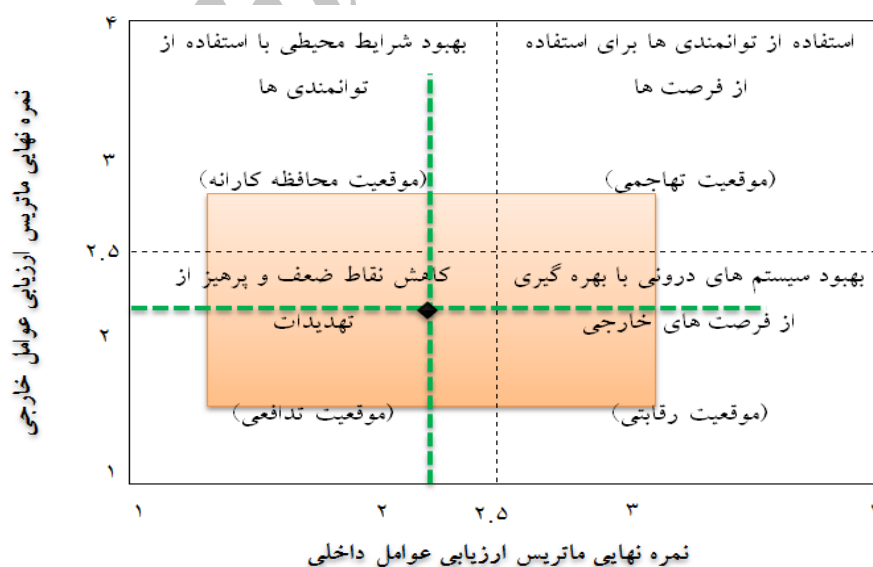 ۴
استفاده از توانمندی ها برای استفاده
از فرصت ها
(موقعیت تهاجمی)
بهبود شرایط محیطی با استفاده از
توانمندی ها
(موقعیت محافظه کارانه)
۳
۲.۵
بهبود سیستم های درونی با بهره گیری
از فرصت های خارجی
(موقعیت رقابتی)
کاهش نقاط ضعف و پرهیز از
تهدیدات
(موقعیت تدافعی)
۲
۱
نمره نهایی ماتریس ارزیابی عوامل خارجی
۱ ۲ ۲.۵ ۳
نمره نهایی ماتریس ارزیابی عوامل داخلی